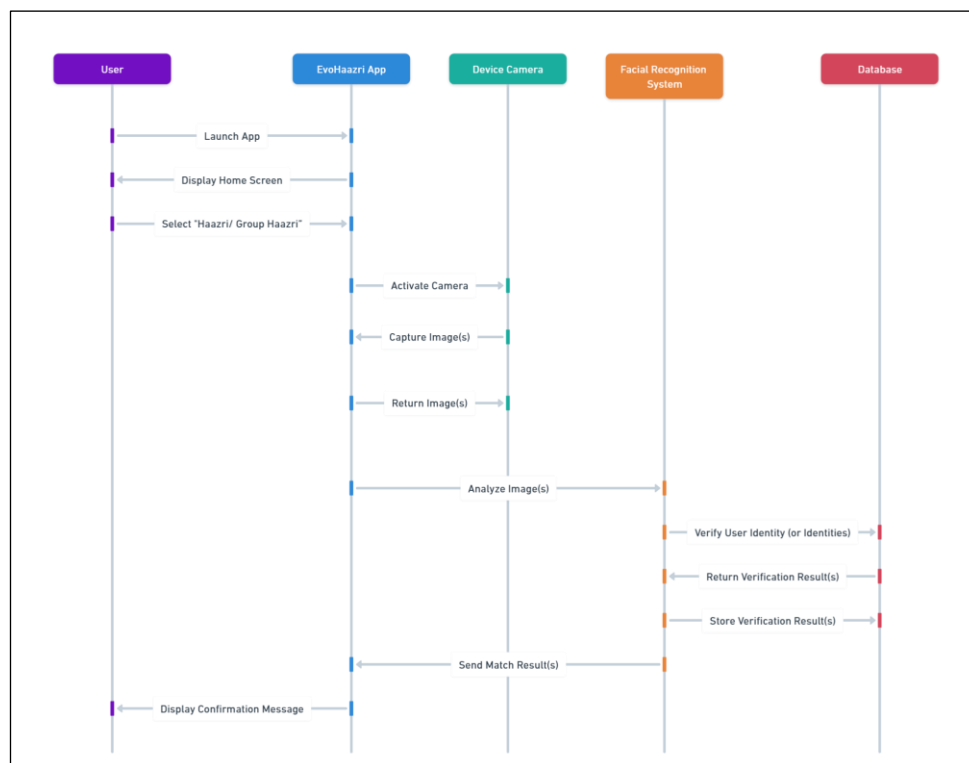 User
EvoHaazri App
Device Camera
Facial Recognition
System
Database
Launch App
Display Home Screen
Select "Haazri/ Group Haazri"
Activate Camera
Capture Image(s)
Return Image(s)
Analyze Image(s)
Verify User Identity (or Identities)
Return Verification Result(s)
Store Verification Result(s)
Send Match Result(s)
Display Confirmation Message